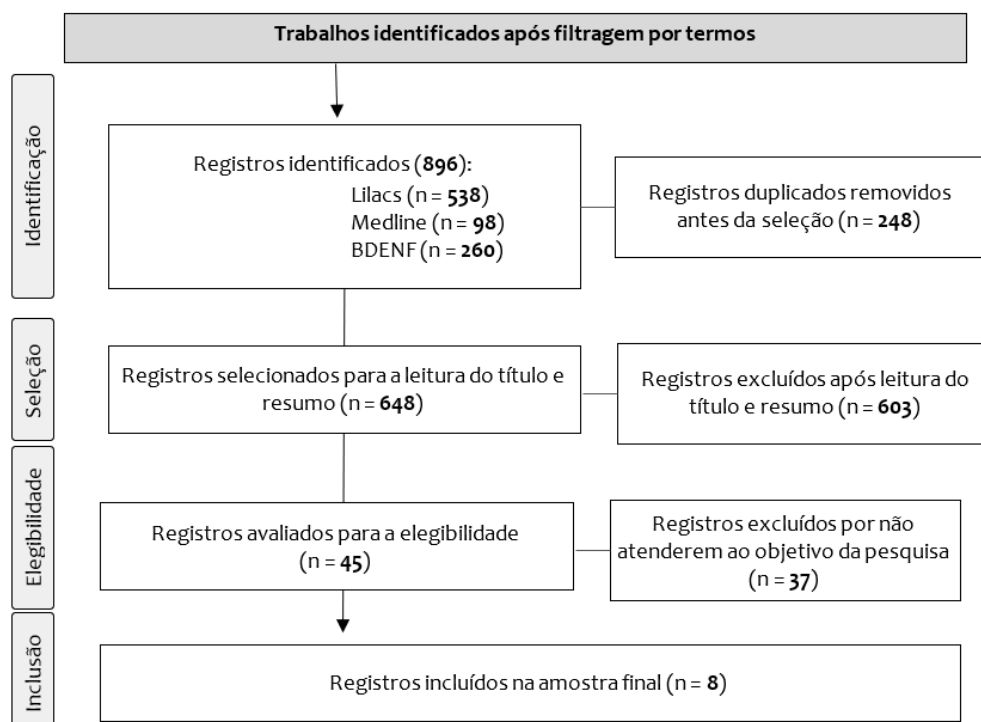 Trabalhos identificados após filtragem por termos
Identificação
Registros identificados (896):
Lilacs (n = 538)
Medline (n = 98)
BDENF (n = 260)
Registros duplicados removidos
antes da seleção (n = 248)
Seleção
Registros selecionados para a leitura do título e
resumo (n = 648)
Registros excluídos após leitura do
título e resumo (n = 603)
Elegibilidade
Registros avaliados para a elegibilidade
(n = 45)
Registros excluídos por não
atenderem ao objetivo da pesquisa
(n = 37)
Inclusão
Registros incluídos na amostra final (n = 8)